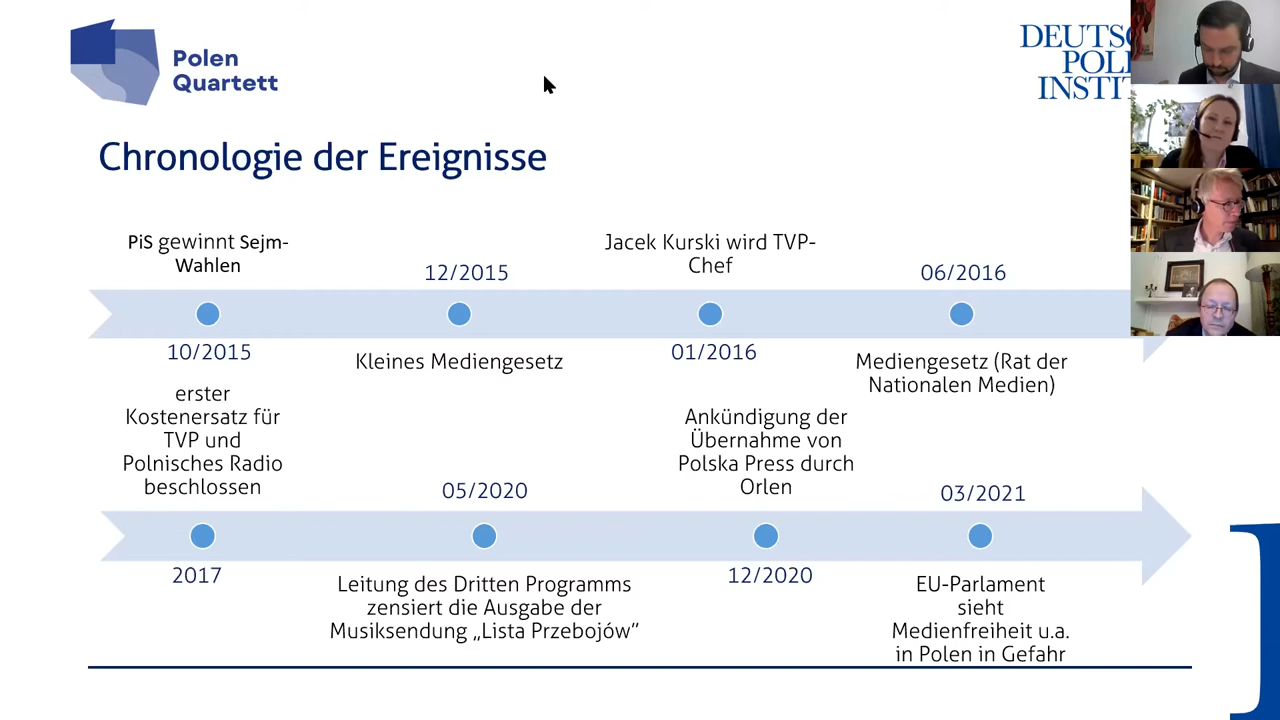 Polen
Quartett
DEUTSC
POL
INSTIT
Chronologie der Ereignisse
PiS gewinnt Sejm-
Wahlen
12/2015
Jacek Kurski wird TVP-
Chef
06/2016
10/2015
Kleines Mediengesetz
01/2016
Mediengesetz (Rat der
Nationalen Medien)
erster
Kostenersatz für
TVP und
Polnisches Radio
beschlossen
05/2020
Ankündigung der
Übernahme von
Polska Press durch
Orlen
03/2021
2017
Leitung des Dritten Programms
zensiert die Ausgabe der
Musiksendung „Lista Przebojów”
12/2020
EU-Parlament
sieht
Medienfreiheit u.a.
in Polen in Gefahr